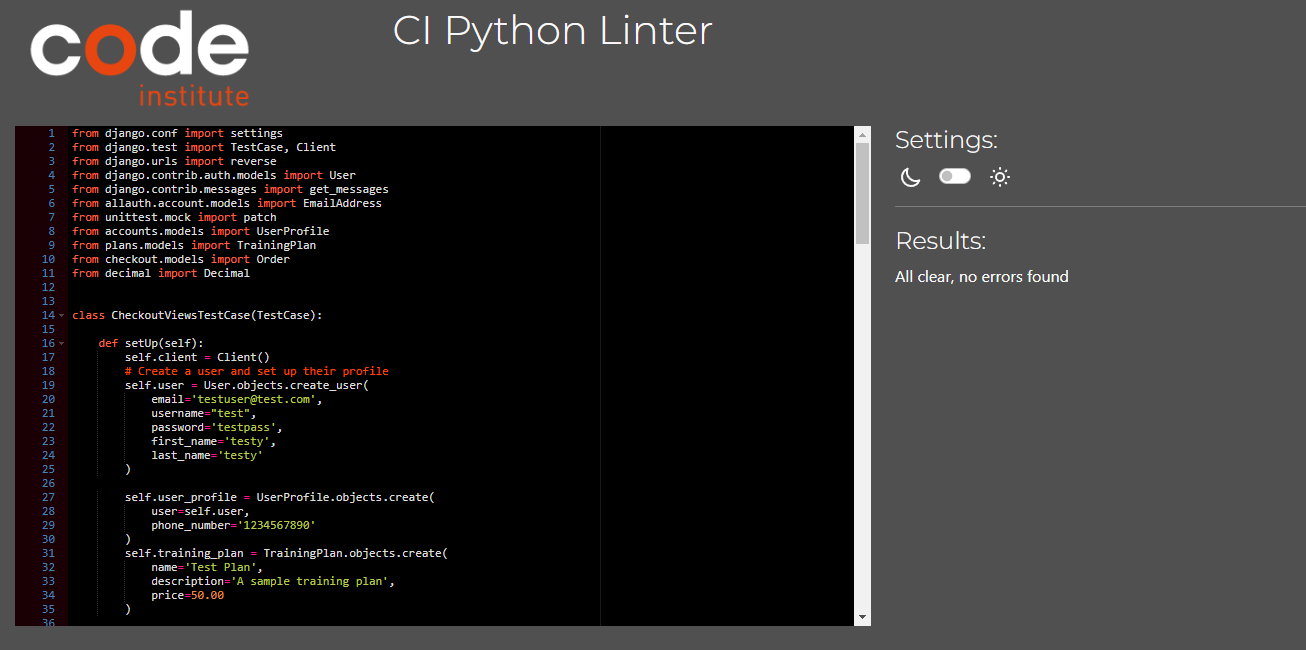 code
institute
CI Python Linter
1 from django.conf import settings
2 from django.test import TestCase, Client
3 from django.urls import reverse
4 from django.contrib.auth.models import User
5 from django.contrib.messages import get_messages
6 from allauth.account.models import EmailAddress
7 from unittest.mock import patch
8 from accounts.models import UserProfile
9 from plans.models import TrainingPlan
10 from checkout.models import Order
11 from decimal import Decimal
12
13
14 class CheckoutViewsTestCase(TestCase):
15
16     def setUp(self):
17         self.client = Client()
18         # Create a user and set up their profile
19         self.user = User.objects.create_user(
20             email='testuser@test.com',
21             username="test",
22             password='testpass',
23             first_name='testy',
24             last_name='testy'
25         )
26
27         self.user_profile = UserProfile.objects.create(
28             user=self.user,
29             phone_number='1234567890'
30         )
31         self.training_plan = TrainingPlan.objects.create(
32             name='Test Plan',
33             description='A sample training plan',
34             price=50.00
35         )
36
Settings:
Results:
All clear, no errors found